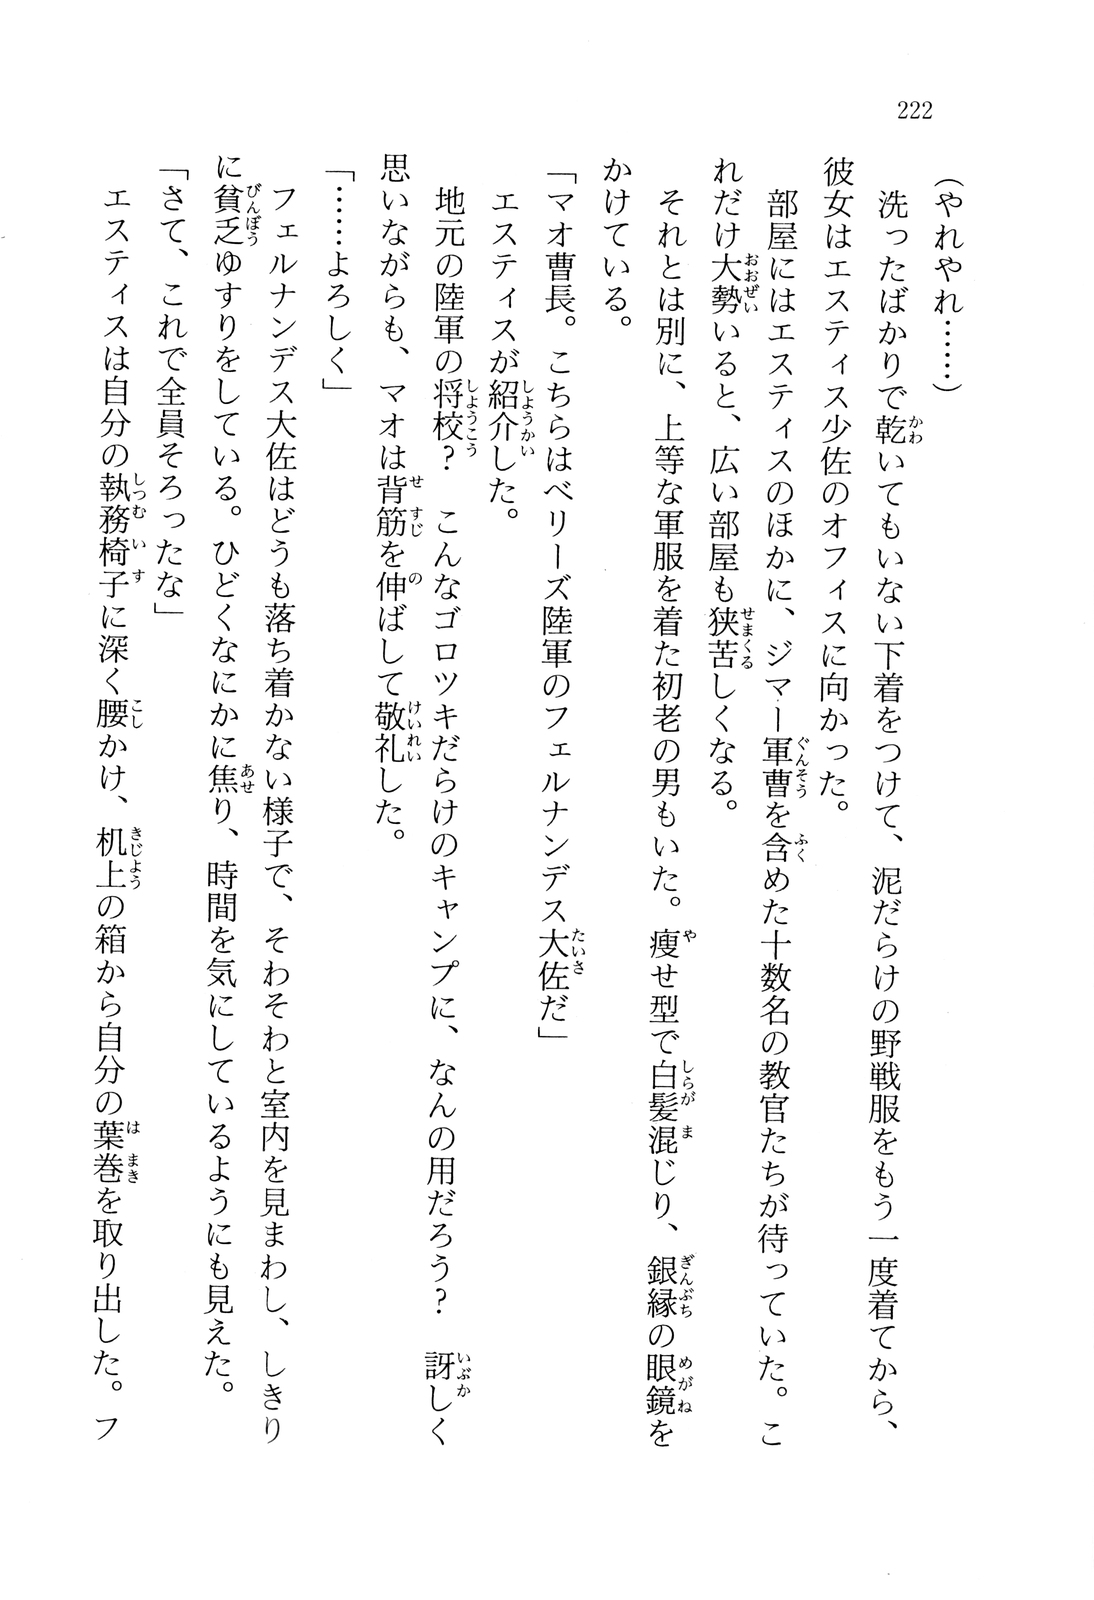 222
(やれやれ……)
洗ったばかりで乾いてもいない下着をつけて、泥だらけの野戦服をもう一度着てから、
彼女はエスティス少佐のオフィスに向かった。
部屋にはエスティスのほかに、ジマー軍曹を含めた十数名の教官たちが待っていた。こ
れだけ大勢いると、広い部屋も狭苦しくなる。
それとは別に、上等な軍服を着た初老の男もいた。痩せ型で白髪混じり、銀縁の眼鏡を
かけている。
「マオ曹長。こちらはベリーズ陸軍のフェルナンデス大佐だ」
エスティスが紹介した。
地元の陸軍の将校?　こんなゴロツキだらけのキャンプに、なんの用だろう?　訝しく
思いながらも、マオは背筋を伸ばして敬礼した。
「……よろしく」
フェルナンデス大佐はどうも落ち着かない様子で、そわそわと室内を見まわし、しきり
に貧乏ゆすりをしている。ひどくなにかに焦り、時間を気にしているようにも見えた。
「さて、これで全員そろったな」
エスティスは自分の執務椅子に深く腰かけ、机上の箱から自分の葉巻を取り出した。フ